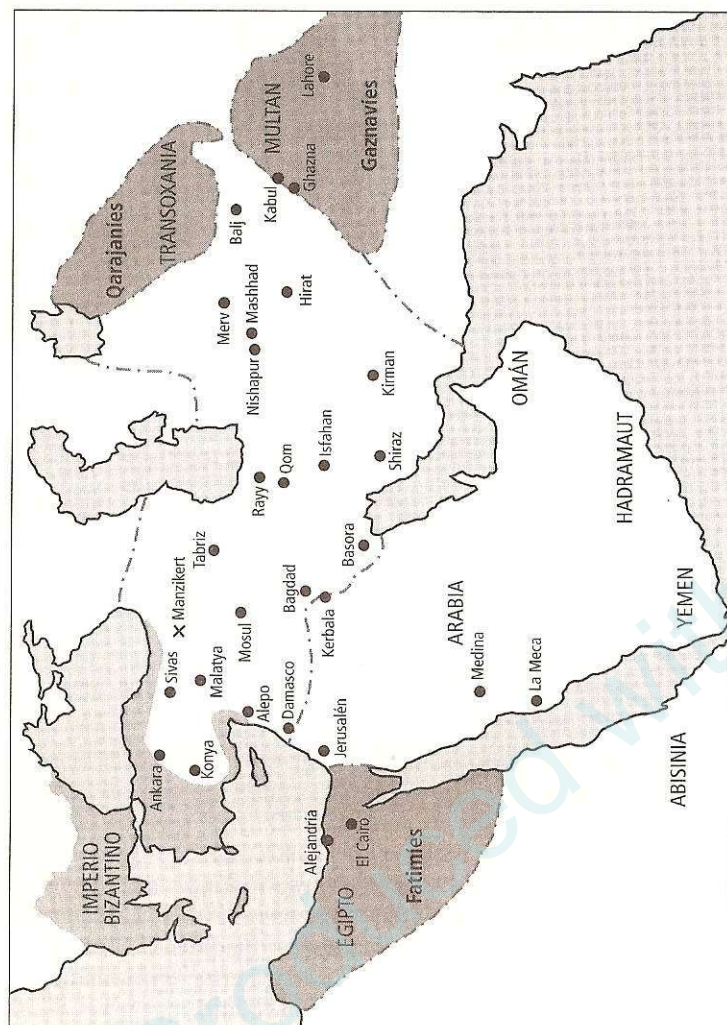 IMPERIO
BIZANTINO
Ankara
Konya
Sivas
Malatya
Manzikert
Alepo
Damasco
Jerusalén
Alejandría
El Cairo
EGIPTO
Fatimíes
Tabriz
Mosul
Bagdad
Kerbala
Basora
Rayy
Qom
Isfahan
Shiraz
Kirman
Nishapur
Mashhad
Merv
Hirat
Balj
Kabul
Ghazna
Lahore
MULTAN
Gaznavíes
Qarajaníes
TRANSOXANIA
ARABIA
Medina
La Meca
YEMEN
HADRAMAUT
OMÁN
ABISINIA
roduced with